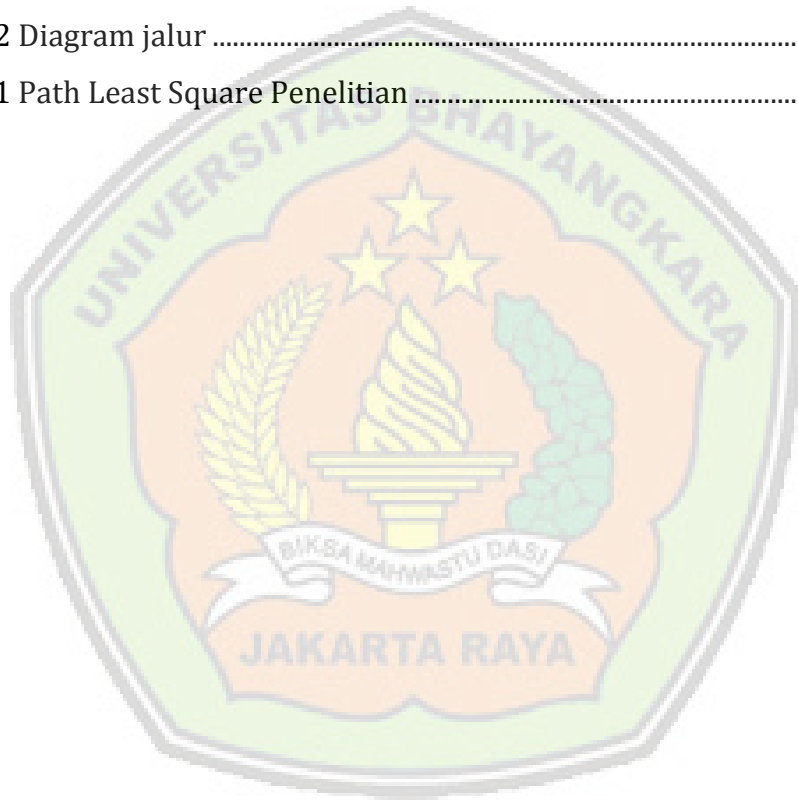 2 Diagram jalur ........................................................................................
1 Path Least Square Penelitian ..........................................................
UNIVERSITAS BHAYANGKARA
BIKSA MAHWASTU DASI
JAKARTA RAYA